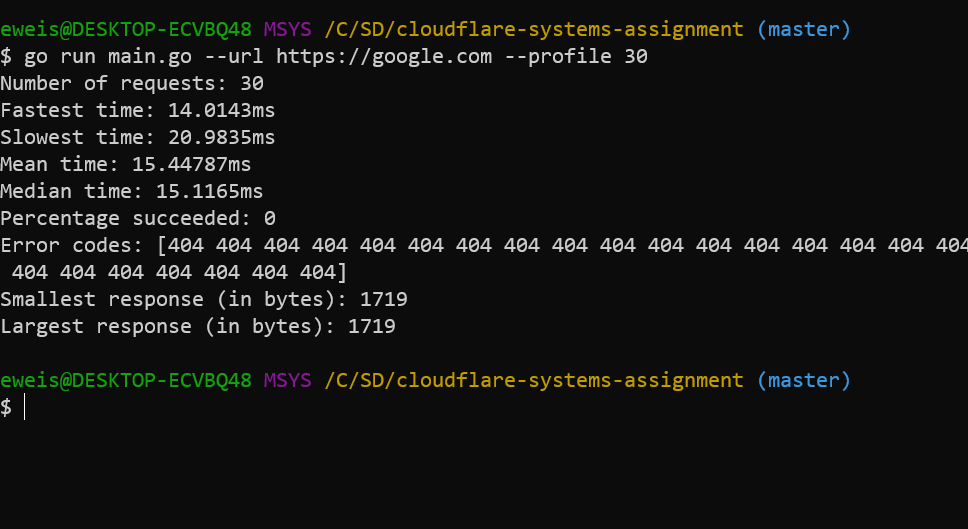 eweis@DESKTOP-ECVBQ48 MSYS /C/SD/cloudflare-systems-assignment (master)
$ go run main.go --url https://google.com --profile 30
Number of requests: 30
Fastest time: 14.0143ms
Slowest time: 20.9835ms
Mean time: 15.44787ms
Median time: 15.1165ms
Percentage succeeded: 0
Error codes: [404 404 404 404 404 404 404 404 404 404 404 404 404 404 404 404 404
404 404 404 404 404 404 404]
Smallest response (in bytes): 1719
Largest response (in bytes): 1719
eweis@DESKTOP-ECVBQ48 MSYS /C/SD/cloudflare-systems-assignment (master)
$